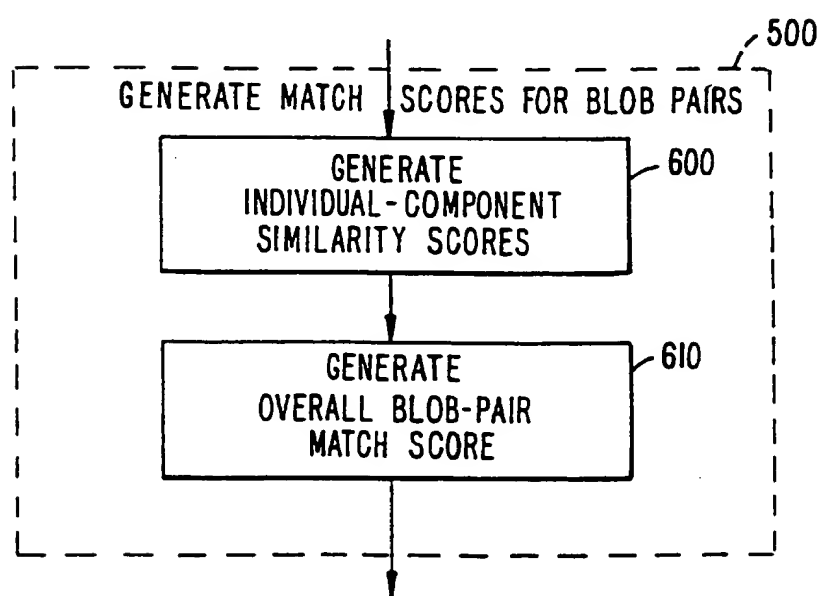 500
GENERATE MATCH SCORES FOR BLOB PAIRS
GENERATE
INDIVIDUAL-COMPONENT
SIMILARITY SCORES
600
GENERATE
OVERALL BLOB-PAIR
MATCH SCORE
610